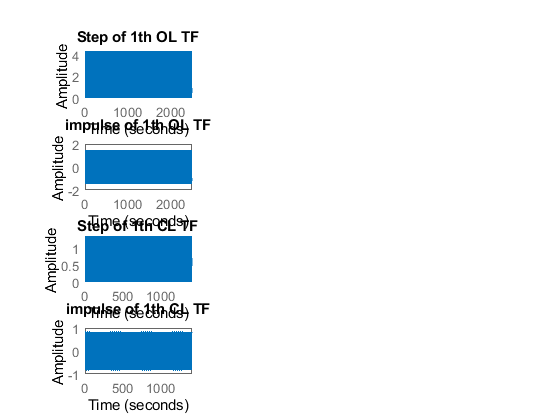 Step of 1th OL TF
Amplitude
4
2
0
0 1000 2000
Time (seconds)
impulse of 1th OL TF
Amplitude
2
0
-2
0 1000 2000
Time (seconds)
Step of 1th CL TF
Amplitude
1
0.5
0
0 500 1000
Time (seconds)
impulse of 1th CL TF
Amplitude
1
0
-1
0 500 1000
Time (seconds)